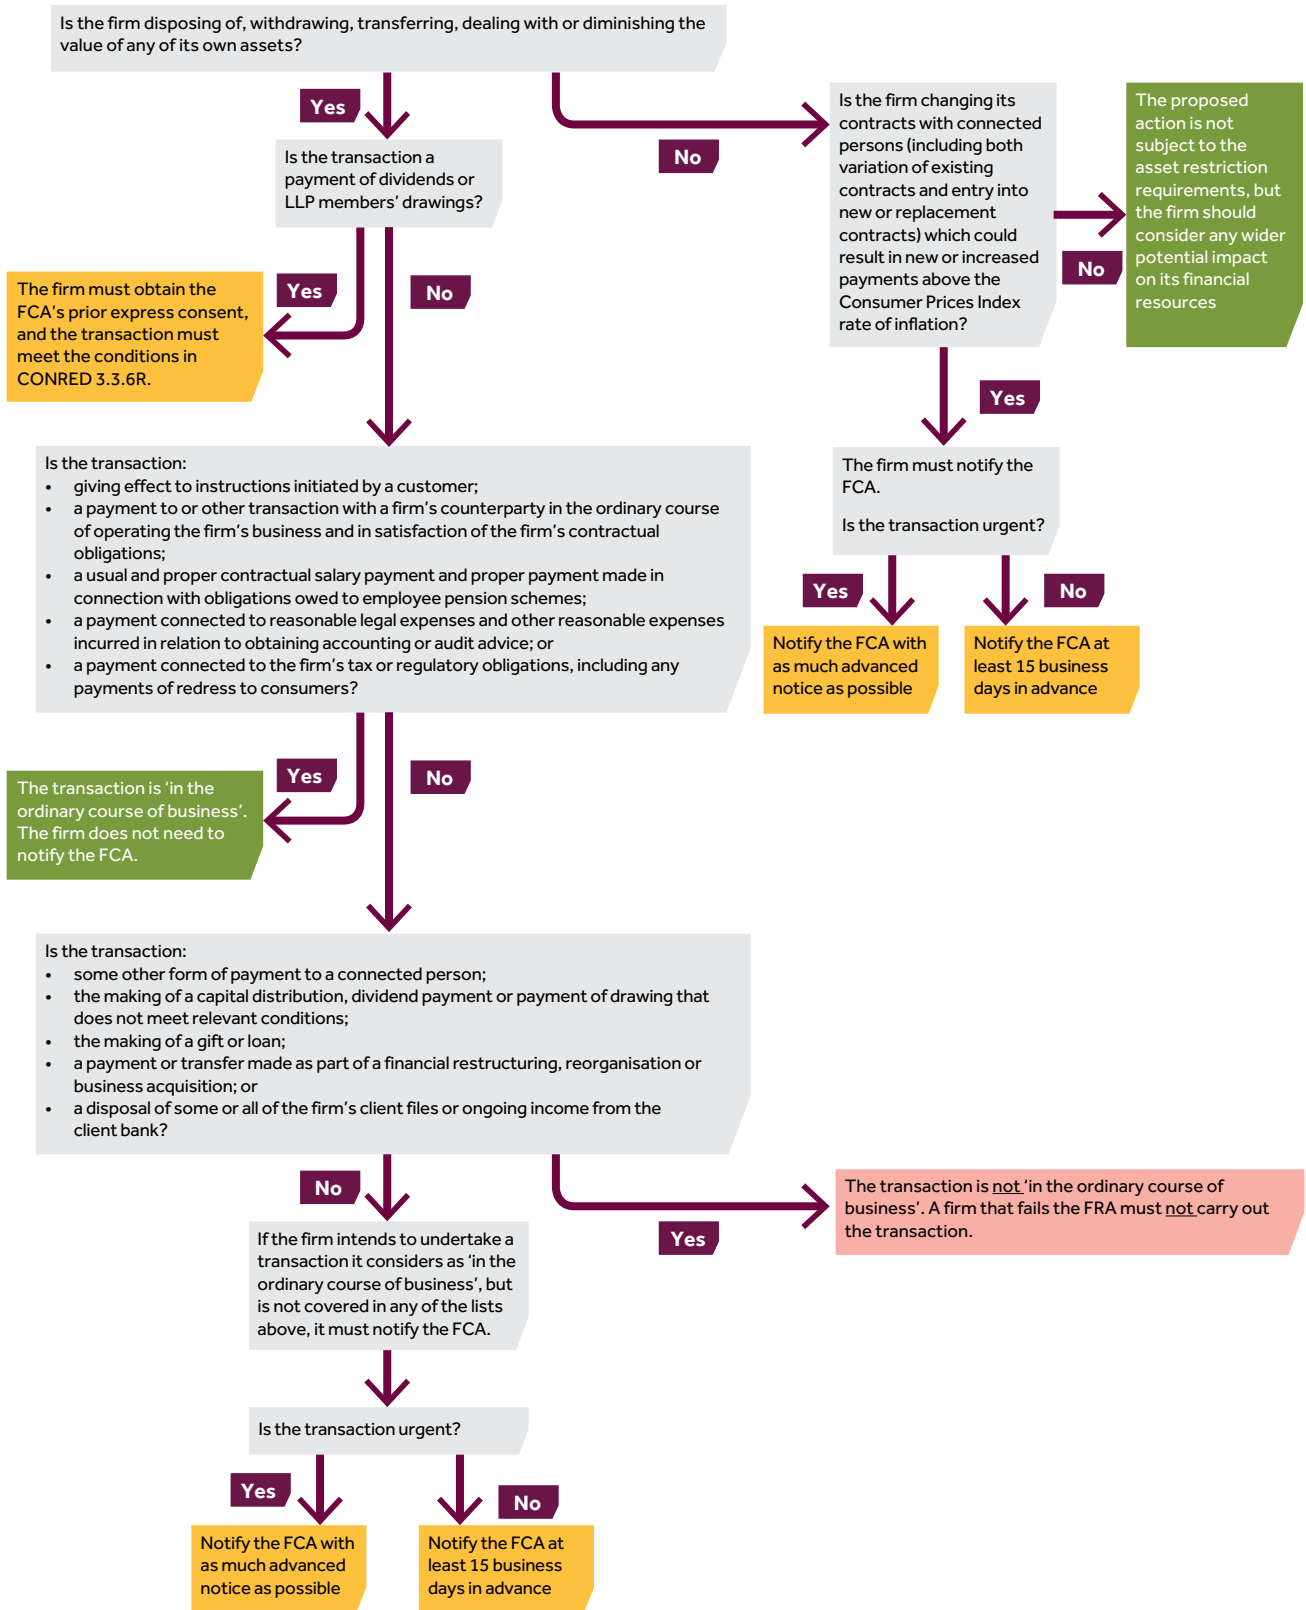 Is the firm disposing of, withdrawing, transferring, dealing with or diminishing the
value of any of its own assets?
Yes
No
Is the transaction a
payment of dividends or
LLP members’ drawings?
Is the firm changing its
contracts with connected
persons (including both
variation of existing
contracts and entry into
new or replacement
contracts) which could
result in new or increased
payments above the
Consumer Prices Index
rate of inflation?
No
The proposed
action is not
subject to the
asset restriction
requirements, but
the firm should
consider any wider
potential impact
on its financial
resources
Yes
No
The firm must obtain the
FCA’s prior express consent,
and the transaction must
meet the conditions in
CONRED 3.3.6R.
Yes
The firm must notify the
FCA.
Is the transaction urgent?
Yes
No
Notify the FCA with
as much advanced
notice as possible
Notify the FCA at
least 15 business
days in advance
Is the transaction:
• giving effect to instructions initiated by a customer;
• a payment to or other transaction with a firm’s counterparty in the ordinary course
of operating the firm’s business and in satisfaction of the firm’s contractual
obligations;
• a usual and proper contractual salary payment and proper payment made in
connection with obligations owed to employee pension schemes;
• a payment connected to reasonable legal expenses and other reasonable expenses
incurred in relation to obtaining accounting or audit advice; or
• a payment connected to the firm’s tax or regulatory obligations, including any
payments of redress to consumers?
Yes
No
The transaction is ‘in the
ordinary course of business’.
The firm does not need to
notify the FCA.
Is the transaction:
• some other form of payment to a connected person;
• the making of a capital distribution, dividend payment or payment of drawing that
does not meet relevant conditions;
• the making of a gift or loan;
• a payment or transfer made as part of a financial restructuring, reorganisation or
business acquisition; or
• a disposal of some or all of the firm’s client files or ongoing income from the
client bank?
No
Yes
The transaction is not ‘in the ordinary course of
business’. A firm that fails the FRA must not carry out
the transaction.
If the firm intends to undertake a
transaction it considers as ‘in the
ordinary course of business’, but
is not covered in any of the lists
above, it must notify the FCA.
Is the transaction urgent?
Yes
No
Notify the FCA with
as much advanced
notice as possible
Notify the FCA at
least 15 business
days in advance